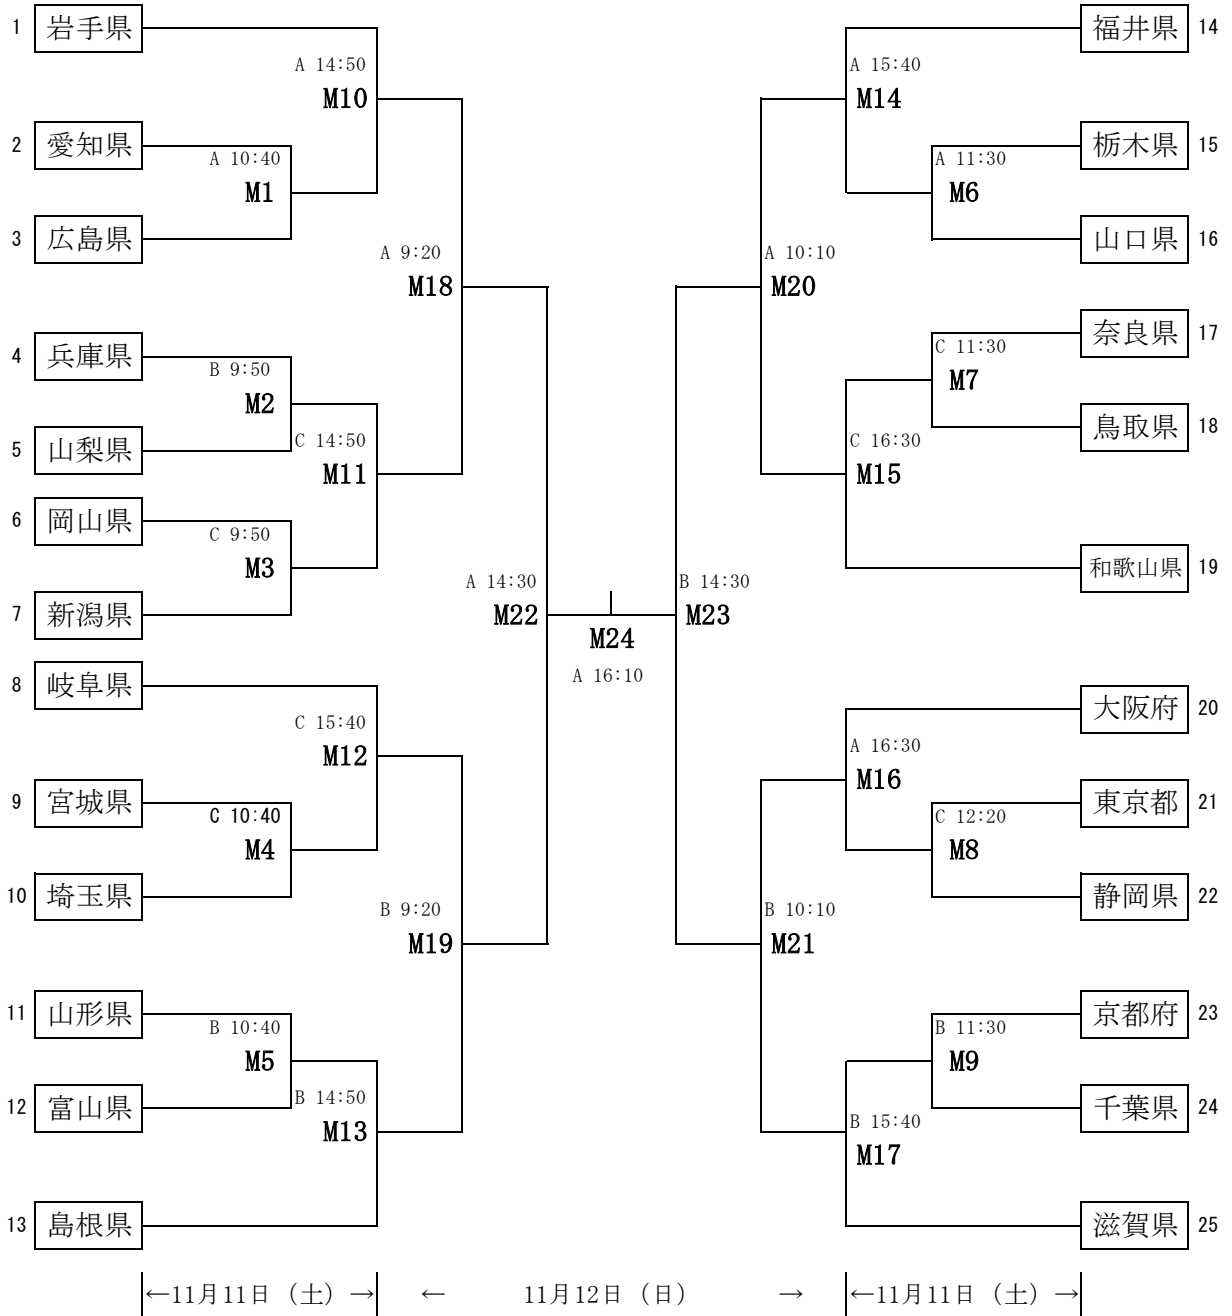 1 岩手県
A 14:50
M10
2 愛知県
A 10:40
M1
3 広島県
A 9:20
M18
4 兵庫県
B 9:50
M2
5 山梨県
C 14:50
M11
6 岡山県
C 9:50
M3
7 新潟県
A 14:30
M22
8 岐阜県
C 15:40
M12
9 宮城県
C 10:40
M4
10 埼玉県
B 9:20
M19
11 山形県
B 10:40
M5
12 富山県
B 14:50
M13
13 島根県
M24
A 16:10
福井県 14
A 15:40
M14
栃木県 15
A 11:30
M6
山口県 16
A 10:10
M20
奈良県 17
C 11:30
M7
鳥取県 18
C 16:30
M15
和歌山県 19
B 14:30
M23
大阪府 20
A 16:30
M16
東京都 21
C 12:20
M8
静岡県 22
B 10:10
M21
京都府 23
B 11:30
M9
千葉県 24
B 15:40
M17
滋賀県 25
←11月11日（土）→ ← 11月12日（日） → ←11月11日（土）→